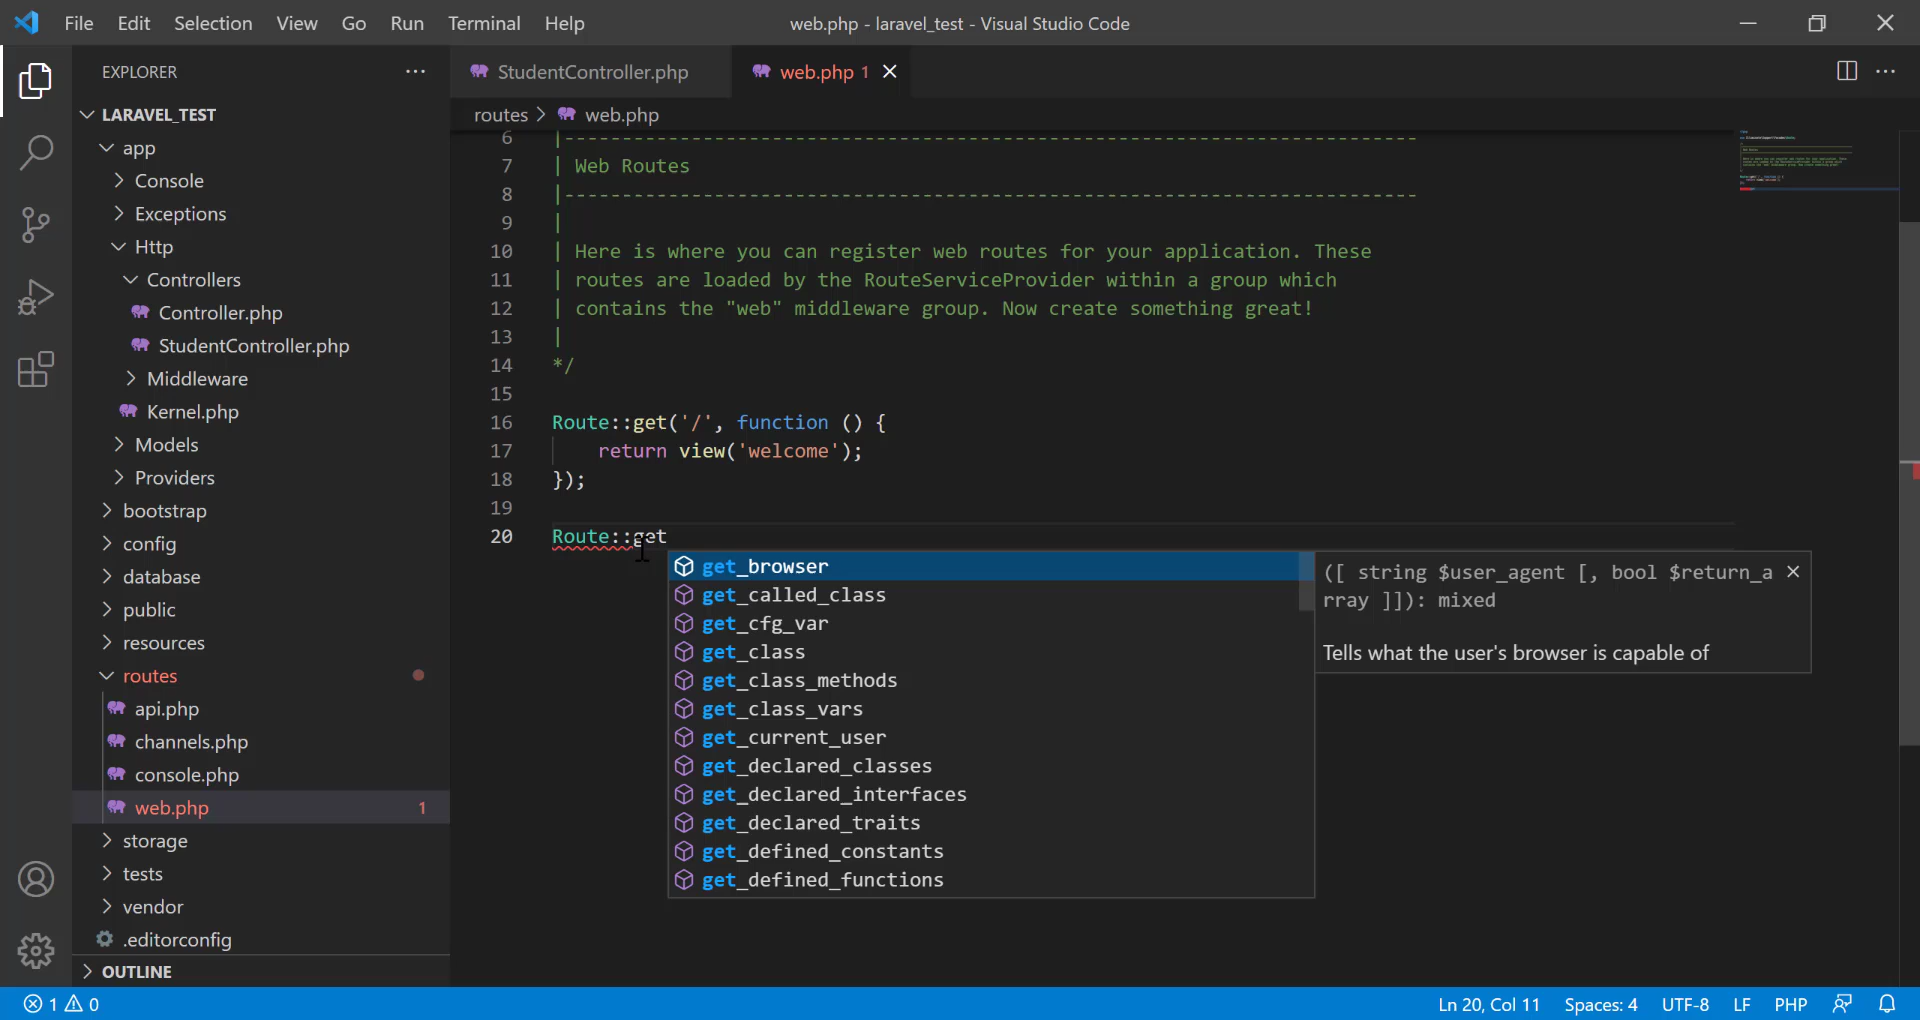 File Edit Selection View Go Run Terminal Help
web.php - laravel_test - Visual Studio Code
EXPLORER
LARAVEL_TEST
app
Console
Exceptions
Http
Controllers
Controller.php
StudentController.php
Middleware
Kernel.php
Models
Providers
bootstrap
config
database
public
resources
routes
api.php
channels.php
console.php
web.php 1
storage
tests
vendor
.editorconfig
OUTLINE
StudentController.php
web.php 1
routes > web.php
6 |--------------------------------------------------------------------------
7 | Web Routes
8 |--------------------------------------------------------------------------
9 |
10 | Here is where you can register web routes for your application. These
11 | routes are loaded by the RouteServiceProvider within a group which
12 | contains the "web" middleware group. Now create something great!
13 |
14 */
15
16 Route::get('/', function () {
17 return view('welcome');
18 });
19
20 Route::get
get_browser
get_called_class
get_cfg_var
get_class
get_class_methods
get_class_vars
get_current_user
get_declared_classes
get_declared_interfaces
get_declared_traits
get_defined_constants
get_defined_functions
([ string $user_agent [, bool $return_a
rray ]]): mixed
Tells what the user's browser is capable of
1 0
Ln 20, Col 11 Spaces: 4 UTF-8 LF PHP